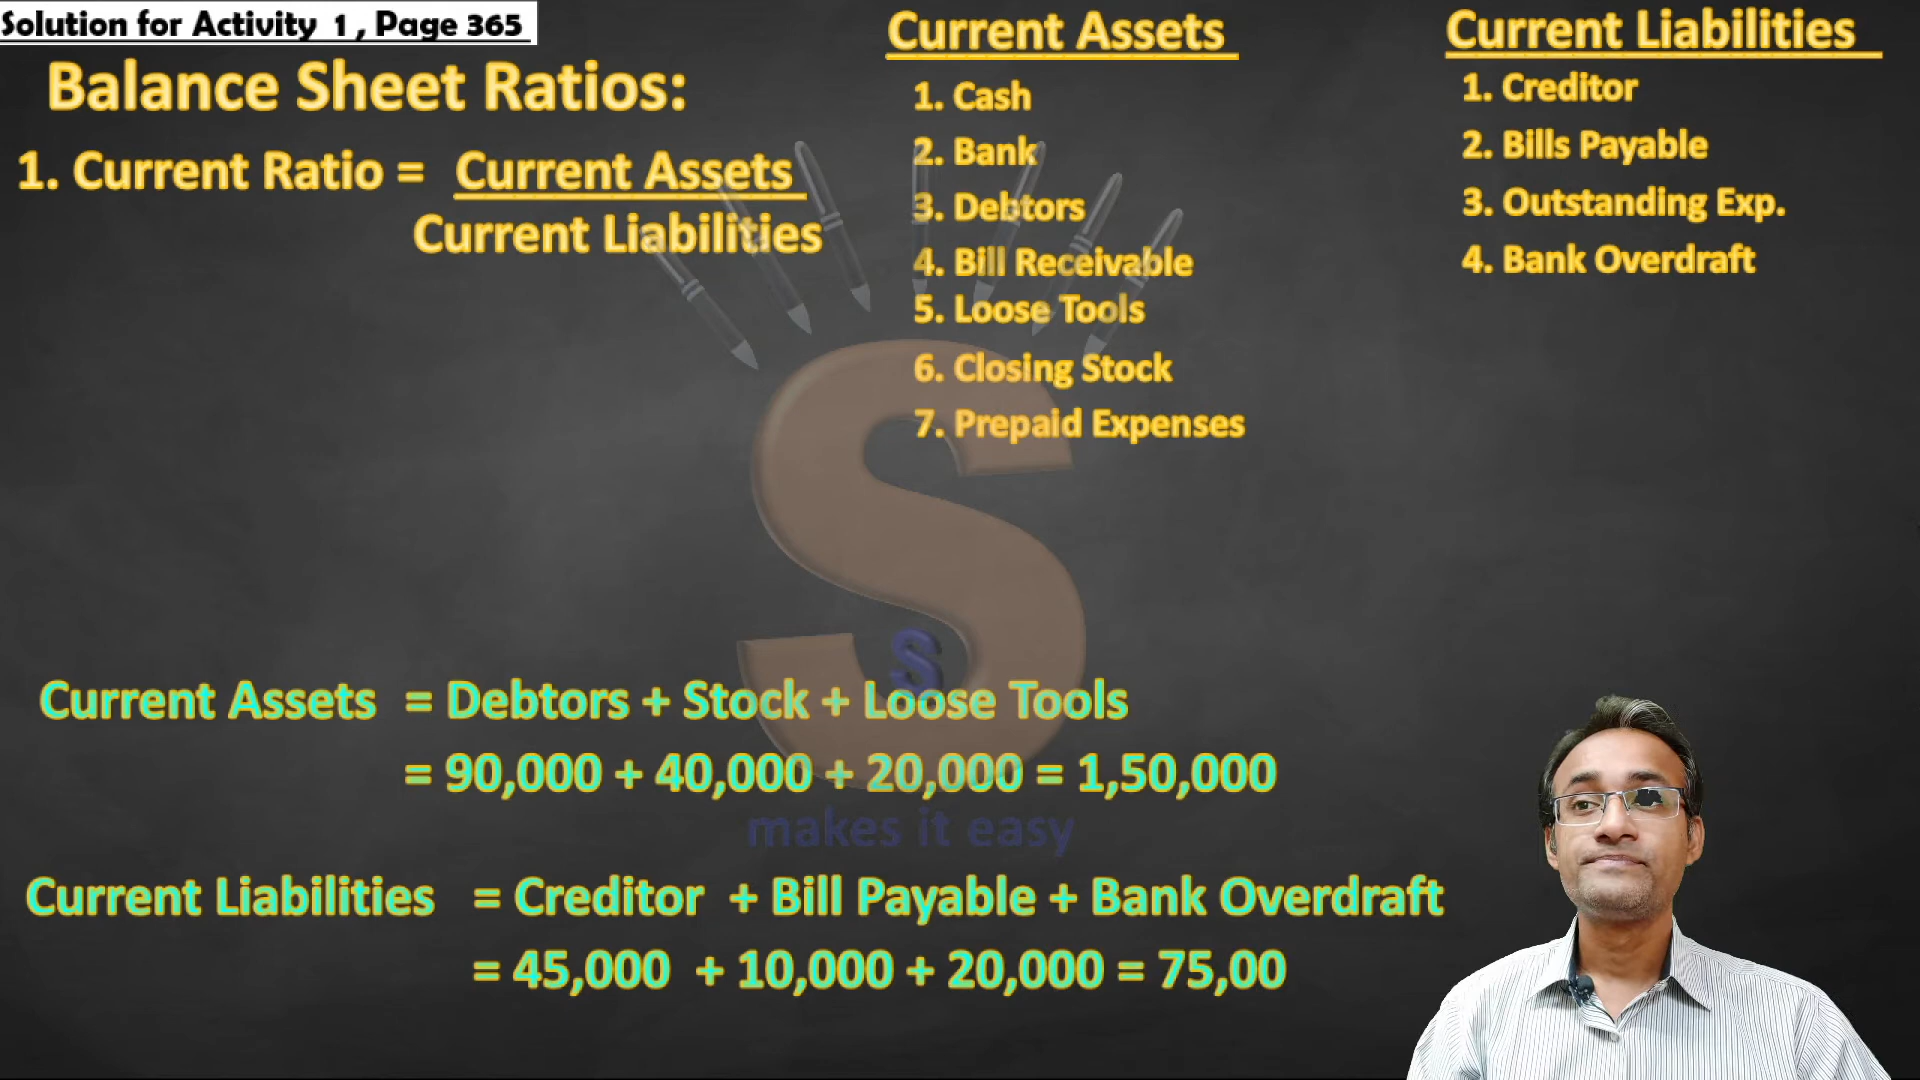 Solution for Activity 1 , Page 365
Balance Sheet Ratios:
1. Current Ratio = Current Assets
Current Liabilities
Current Assets
1. Cash
2. Bank
3. Debtors
4. Bill Receivable
5. Loose Tools
6. Closing Stock
7. Prepaid Expenses
Current Liabilities
1. Creditor
2. Bills Payable
3. Outstanding Exp.
4. Bank Overdraft
S
S
Current Assets = Debtors + Stock + Loose Tools
= 90,000 + 40,000 + 20,000 = 1,50,000
makes it easy
Current Liabilities = Creditor + Bill Payable + Bank Overdraft
= 45,000 + 10,000 + 20,000 = 75,00